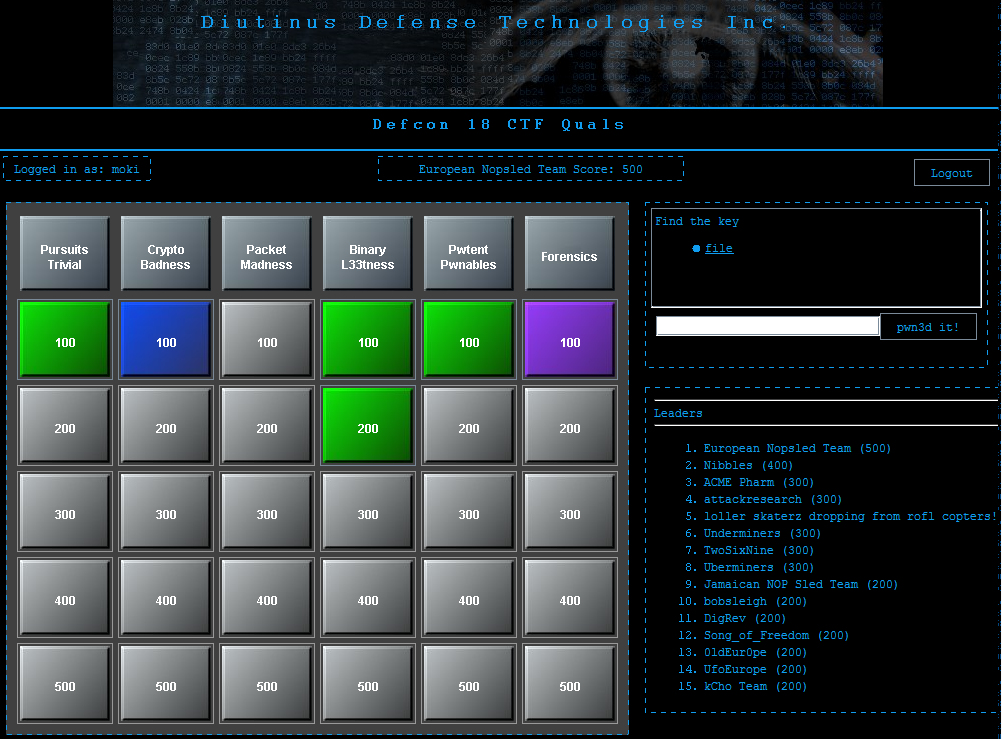 Diutinus Defense Technologies Inc.
Defcon 18 CTF Quals
Logged in as: moki
European Nopsled Team Score: 500
Logout
Pursuits Trivial
Crypto Badness
Packet Madness
Binary L33tness
Pwtent Pwnables
Forensics
100 100 100 100 100 100
200 200 200 200 200 200
300 300 300 300 300 300
400 400 400 400 400 400
500 500 500 500 500 500
Find the key
file
pwn3d it!
Leaders
1. European Nopsled Team (500)
2. Nibbles (400)
3. ACME Pharm (300)
4. attackresearch (300)
5. loller skaterz dropping from rofl copters!
6. Underminers (300)
7. TwoSixNine (300)
8. Uberminers (300)
9. Jamaican NOP Sled Team (200)
10. bobsleigh (200)
11. DigRev (200)
12. Song_of_Freedom (200)
13. 0ldEur0pe (200)
14. UfoEurope (200)
15. kCho Team (200)